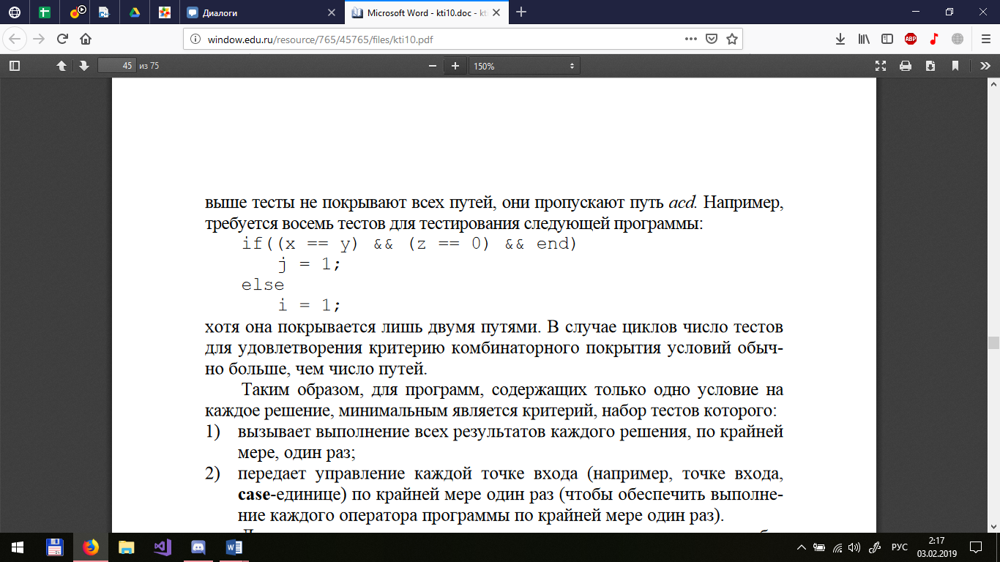 Диалоги
Microsoft Word - kti10.doc - kti
window.edu.ru/resource/765/45765/files/kti10.pdf
ABP
45 из 75
150%
выше тесты не покрывают всех путей, они пропускают путь acd. Например,
требуется восемь тестов для тестирования следующей программы:
if((x == y) && (z == 0) && end)
j = 1;
else
i = 1;
хотя она покрывается лишь двумя путями. В случае циклов число тестов
для удовлетворения критерию комбинаторного покрытия условий обыч-
но больше, чем число путей.
Таким образом, для программ, содержащих только одно условие на
каждое решение, минимальным является критерий, набор тестов которого:
1) вызывает выполнение всех результатов каждого решения, по крайней
мере, один раз;
2) передает управление каждой точке входа (например, точке входа,
case-единице) по крайней мере один раз (чтобы обеспечить выполне-
ние каждого оператора программы по крайней мере один раз).
РУС
2:17
03.02.2019